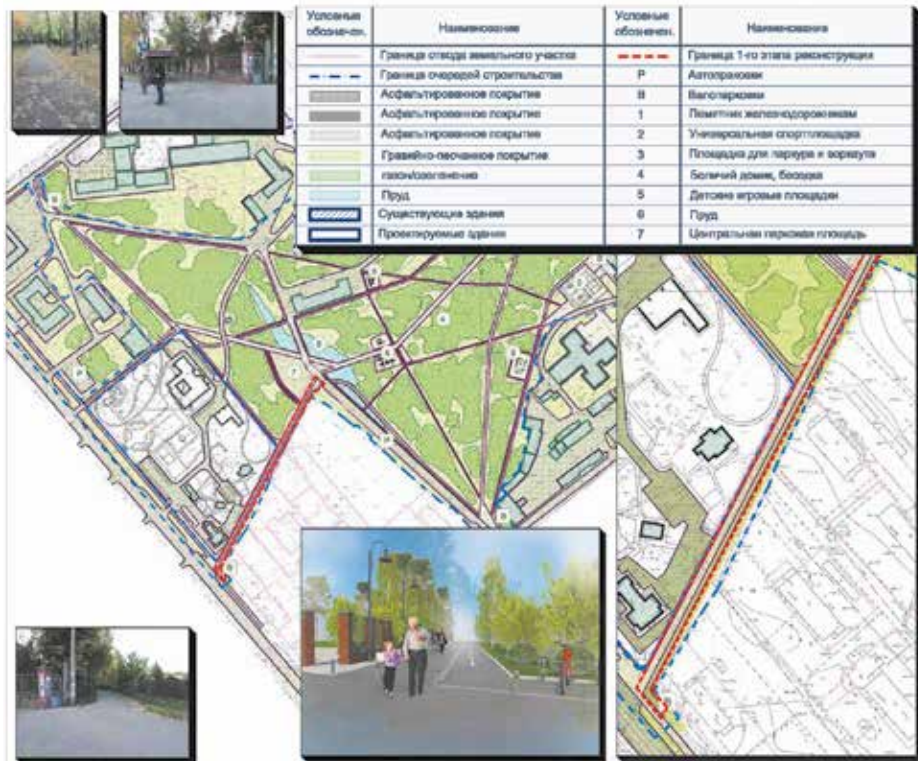 Условные обозначен. Наименование Условные обозначен. Наименование
Граница отвода земельного участка Граница 1-го этапа реконструкции
Граница очередей строительства Р Автопарковки
Асфальтированное покрытие В Велопарковки
Асфальтированное покрытие 1 Памятник железнодорожникам
Асфальтированное покрытие 2 Универсальная спортплощадка
Гравийно-песчаное покрытие 3 Площадка для паркура и воркаута
газон/озеленение 4 Беличий домик, беседка
Пруд 5 Детские игровые площадки
Существующие здания 6 Пруд
Проектируемые здания 7 Центральная парковая площадь